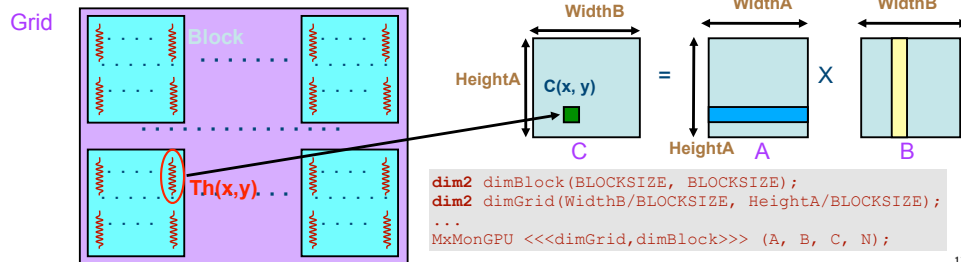 Grid
Block
Th(x,y)
WidthB
HeightA
C(x, y)
C
=
WidthA
HeightA
A
X
WidthB
B
dim2 dimBlock(BLOCKSIZE, BLOCKSIZE);
dim2 dimGrid(WidthB/BLOCKSIZE, HeightA/BLOCKSIZE);
...
MxMonGPU <<<dimGrid,dimBlock>>> (A, B, C, N);